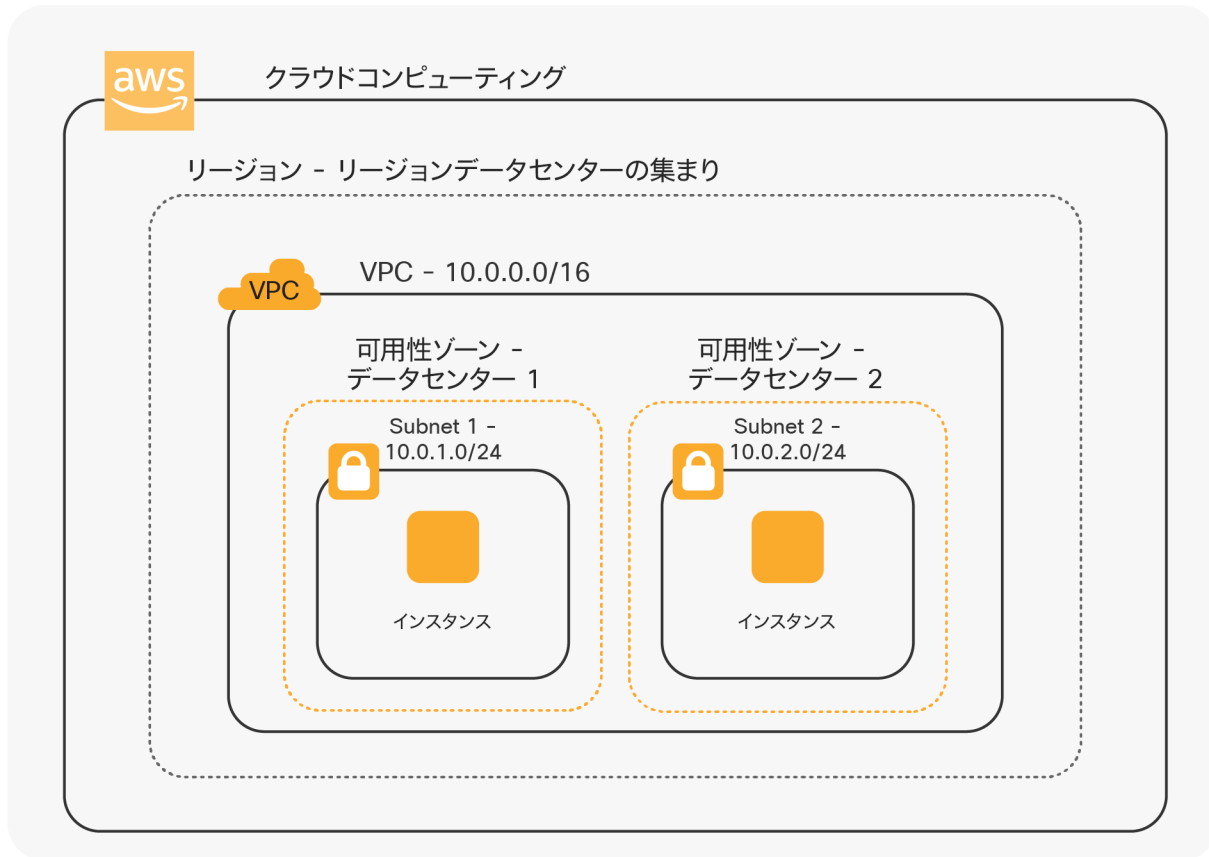 aws
クラウドコンピューティング
リージョン - リージョンデータセンターの集まり
VPC
VPC - 10.0.0.0/16
可用性ゾーン -
データセンター 1
可用性ゾーン -
データセンター 2
Subnet 1 -
10.0.1.0/24
Subnet 2 -
10.0.2.0/24
インスタンス
インスタンス